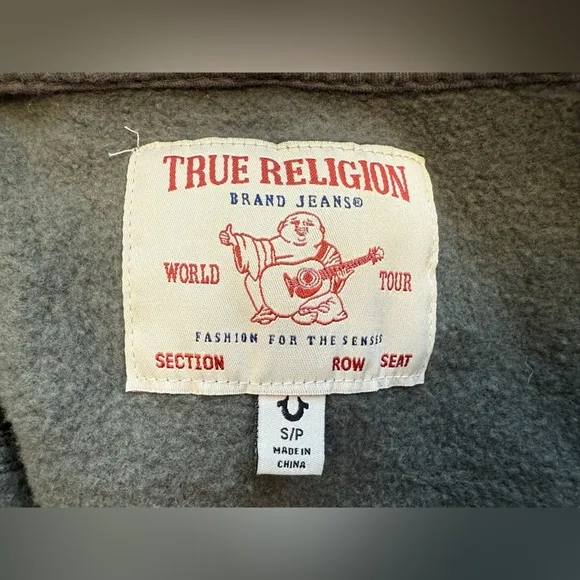 TRUE RELIGION
BRAND JEANS®
WORLD TOUR
FASHION FOR THE SENSES
SECTION ROW SEAT
S/P
MADE IN
CHINA